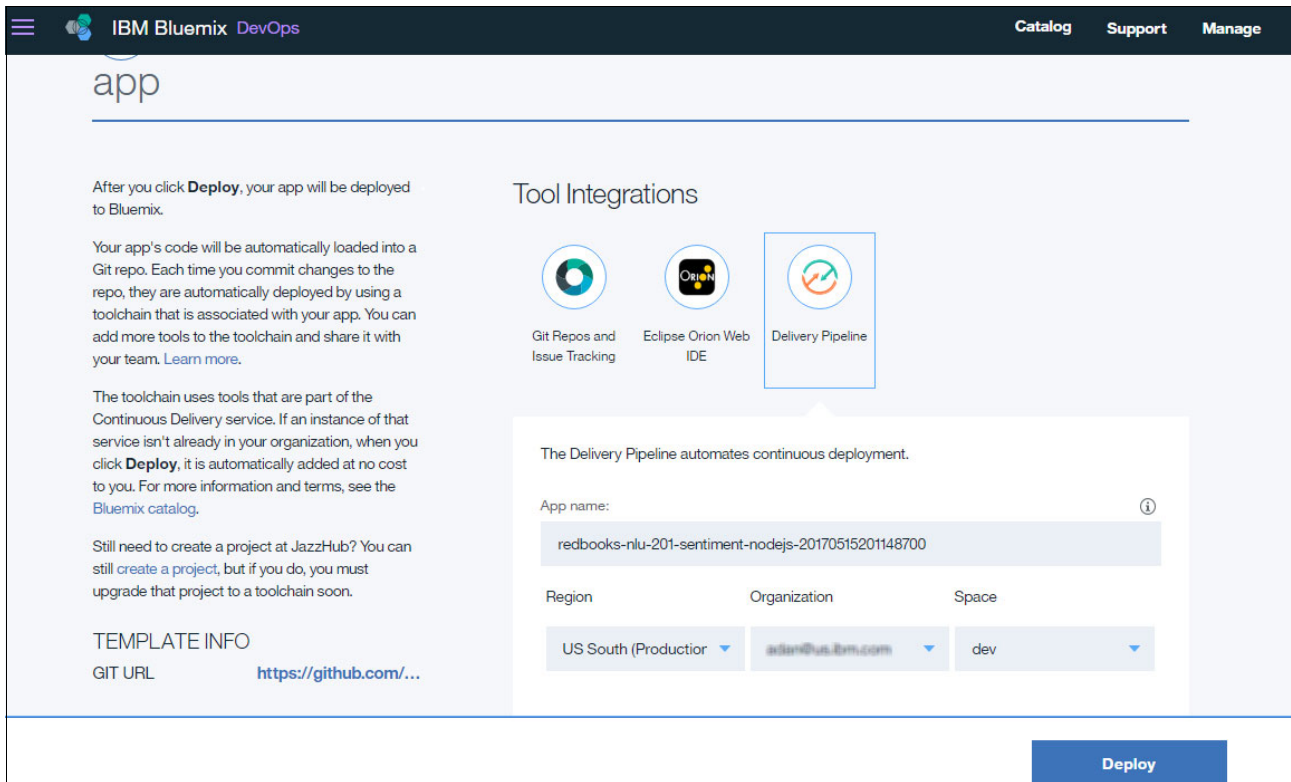 IBM Bluemix DevOps
Catalog Support Manage
app
After you click Deploy, your app will be deployed
to Bluemix.
Your app's code will be automatically loaded into a
Git repo. Each time you commit changes to the
repo, they are automatically deployed by using a
toolchain that is associated with your app. You can
add more tools to the toolchain and share it with
your team. Learn more.
The toolchain uses tools that are part of the
Continuous Delivery service. If an instance of that
service isn't already in your organization, when you
click Deploy, it is automatically added at no cost
to you. For more information and terms, see the
Bluemix catalog.
Still need to create a project at JazzHub? You can
still create a project, but if you do, you must
upgrade that project to a toolchain soon.
TEMPLATE INFO
GIT URL https://github.com/...
Tool Integrations
ORION
Git Repos and
Issue Tracking
Eclipse Orion Web
IDE
Delivery Pipeline
The Delivery Pipeline automates continuous deployment.
App name:
redbooks-nlu-201-sentiment-nodejs-20170515201148700
Region Organization Space
US South (Production dev
Deploy